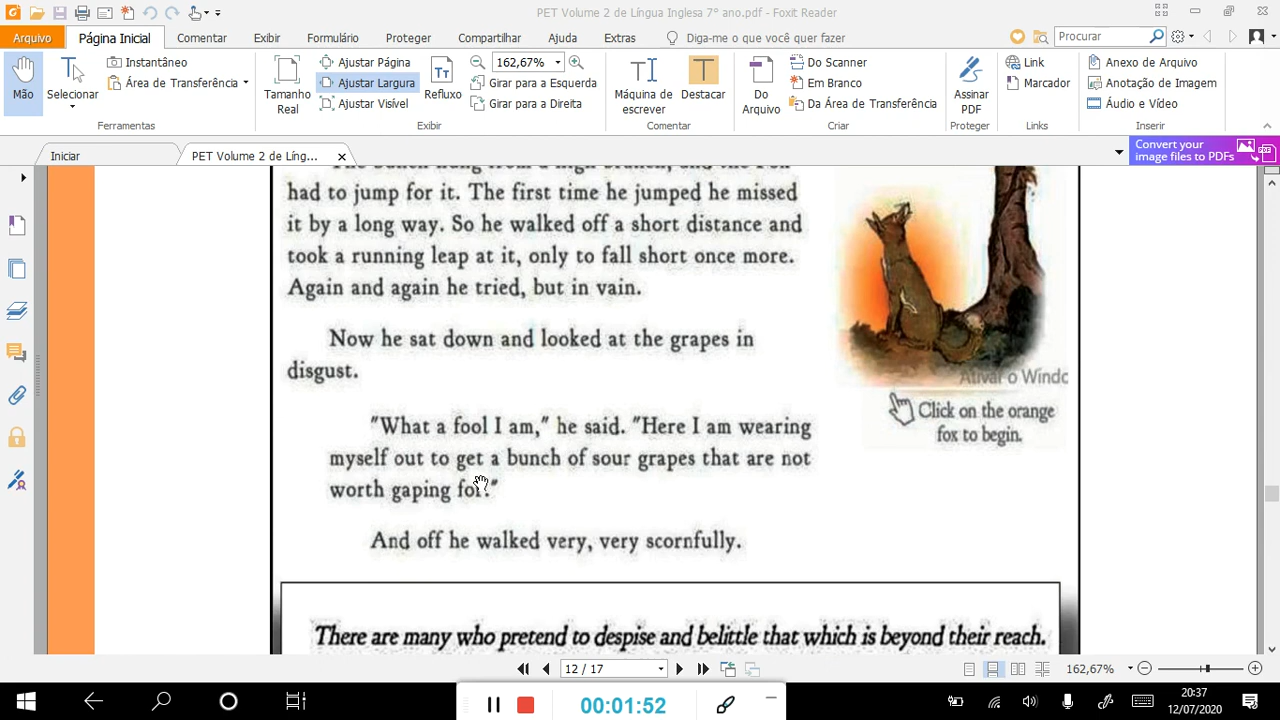 PET Volume 2 de Língua Inglesa 7° ano.pdf - Foxit Reader
Arquivo Página Inicial Comentar Exibir Formulário Proteger Compartilhar Ajuda Extras Diga-me o que você quer fazer Procurar
Mão
Selecionar
Instantâneo
Área de Transferência
Ferramentas
Tamanho Real
Ajustar Página
Ajustar Largura
Ajustar Visível
Refluxo
162,67%
Girar para a Esquerda
Girar para a Direita
Exibir
Máquina de escrever
Destacar
Comentar
Do Arquivo
Do Scanner
Em Branco
Da Área de Transferência
Criar
Assinar PDF
Proteger
Link
Marcador
Links
Anexo de Arquivo
Anotação de Imagem
Áudio e Vídeo
Inserir
Iniciar
PET Volume 2 de Líng...
Convert your
image files to PDFs
had to jump for it. The first time he jumped he missed
it by a long way. So he walked off a short distance and
took a running leap at it, only to fall short once more.
Again and again he tried, but in vain.
Now he sat down and looked at the grapes in
disgust.
"What a fool I am," he said. "Here I am wearing
myself out to get a bunch of sour grapes that are not
worth gaping for."
And off he walked very, very scornfully.
Ativar o Windo
Click on the orange
fox to begin.
There are many who pretend to despise and belittle that which is beyond their reach.
12 / 17
162,67%
00:01:52
20:37
12/07/2020